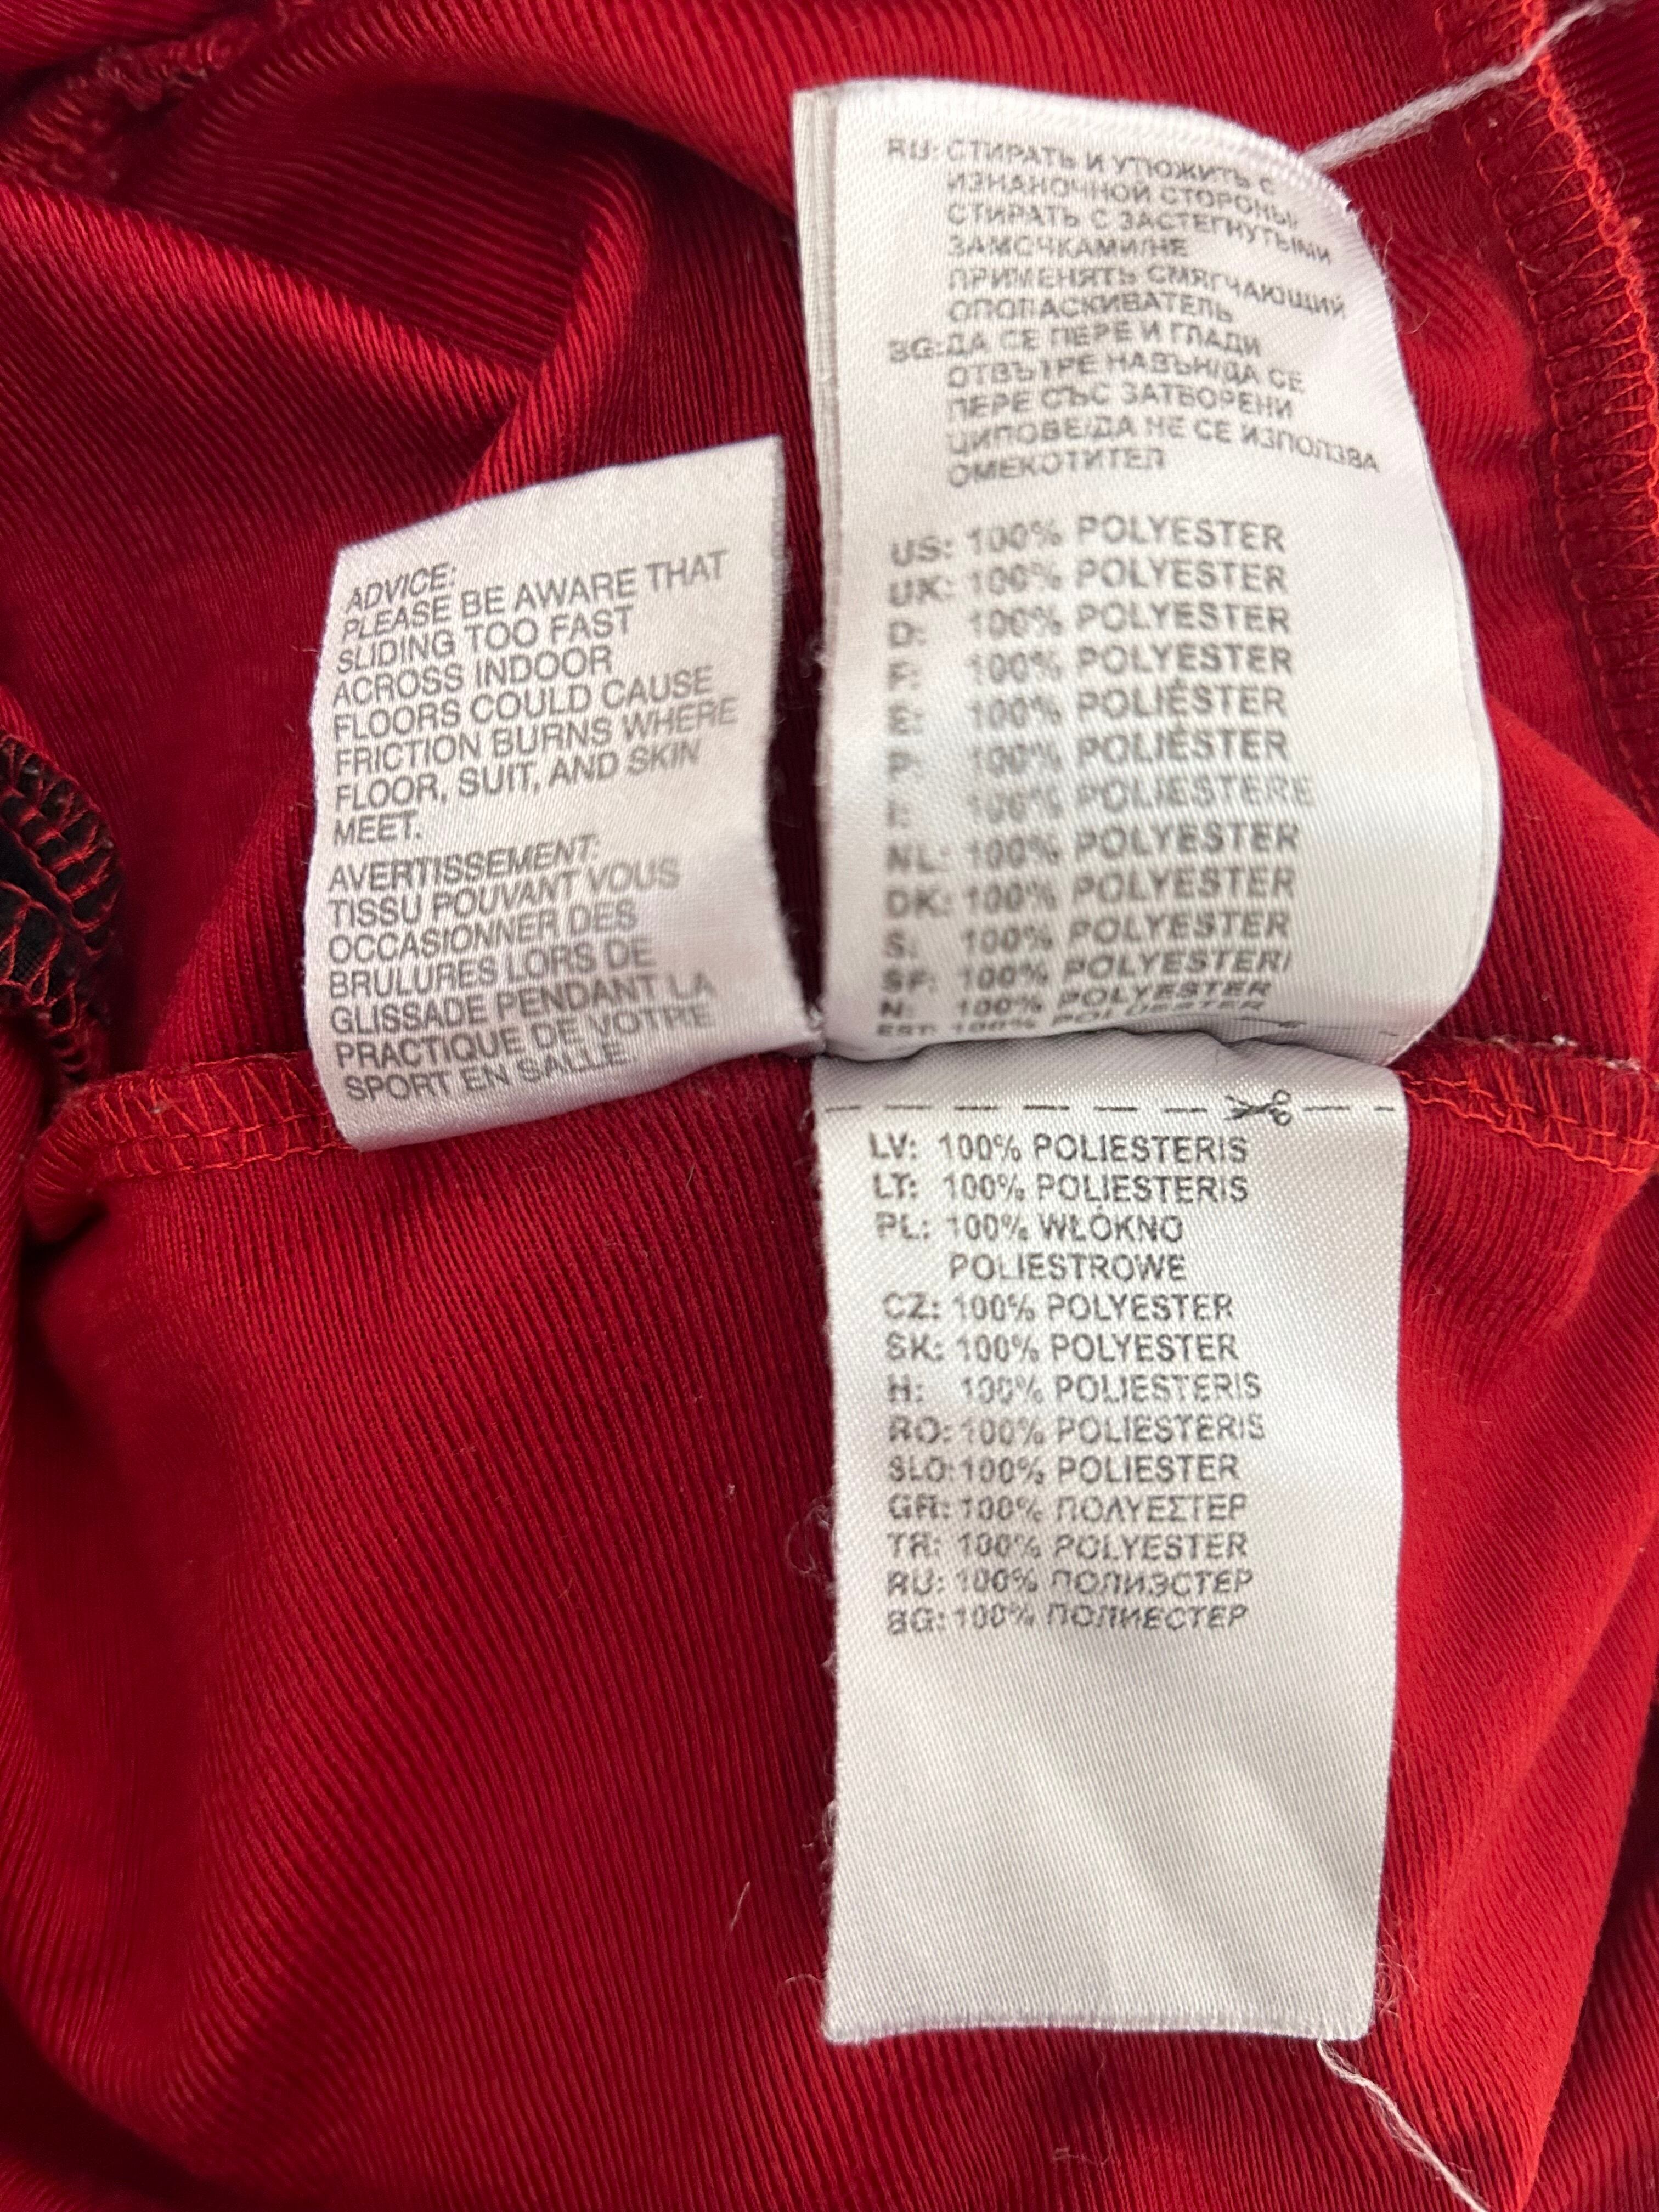 ADVICE:
PLEASE BE AWARE THAT
SLIDING TOO FAST
ACROSS INDOOR
FLOORS COULD CAUSE
FRICTION BURNS WHERE
FLOOR, SUIT, AND SKIN
MEET.
AVERTISSEMENT:
TISSU POUVANT VOUS
OCCASIONNER DES
BRULURES LORS DE
GLISSADE PENDANT LA
PRACTIQUE DE VOTRE
SPORT EN SALLE.
RU: СТИРАТЬ И УТЮЖИТЬ С
ИЗНАНОЧНОЙ СТОРОНЫ/
СТИРАТЬ С ЗАСТЕГНУТЫМИ
ЗАМОЧКАМИ/НЕ
ПРИМЕНЯТЬ СМЯГЧАЮЩИЙ
ОПОЛАСКИВАТЕЛЬ
BG:ДА СЕ ПЕРЕ И ГЛАДИ
ОТВЪТРЕ НАВЪН/ДА СЕ
ПЕРЕ СЪС ЗАТВОРЕНИ
ЦИПОВЕ/ДА НЕ СЕ ИЗПОЛЗВА
ОМЕКОТИТЕЛ
US: 100% POLYESTER
UK: 100% POLYESTER
D: 100% POLYESTER
F: 100% POLYESTER
E: 100% POLIÉSTER
P: 100% POLIÉSTER
I: 100% POLIESTERE
NL: 100% POLYESTER
DK: 100% POLYESTER
S: 100% POLYESTER
SF: 100% POLYESTERI
N: 100% POLYESTER
EST: 100% POLÜESTER
LV: 100% POLIESTERIS
LT: 100% POLIESTERIS
PL: 100% WŁÓKNO
POLIESTROWE
CZ: 100% POLYESTER
SK: 100% POLYESTER
H: 100% POLIESTERIS
RO: 100% POLIESTERIS
SLO:100% POLIESTER
GR: 100% ΠΟΛΥΕΣΤΕΡ
TR: 100% POLYESTER
RU: 100% ПОЛИЭСТЕР
BG: 100% ПОЛИЕСТЕР